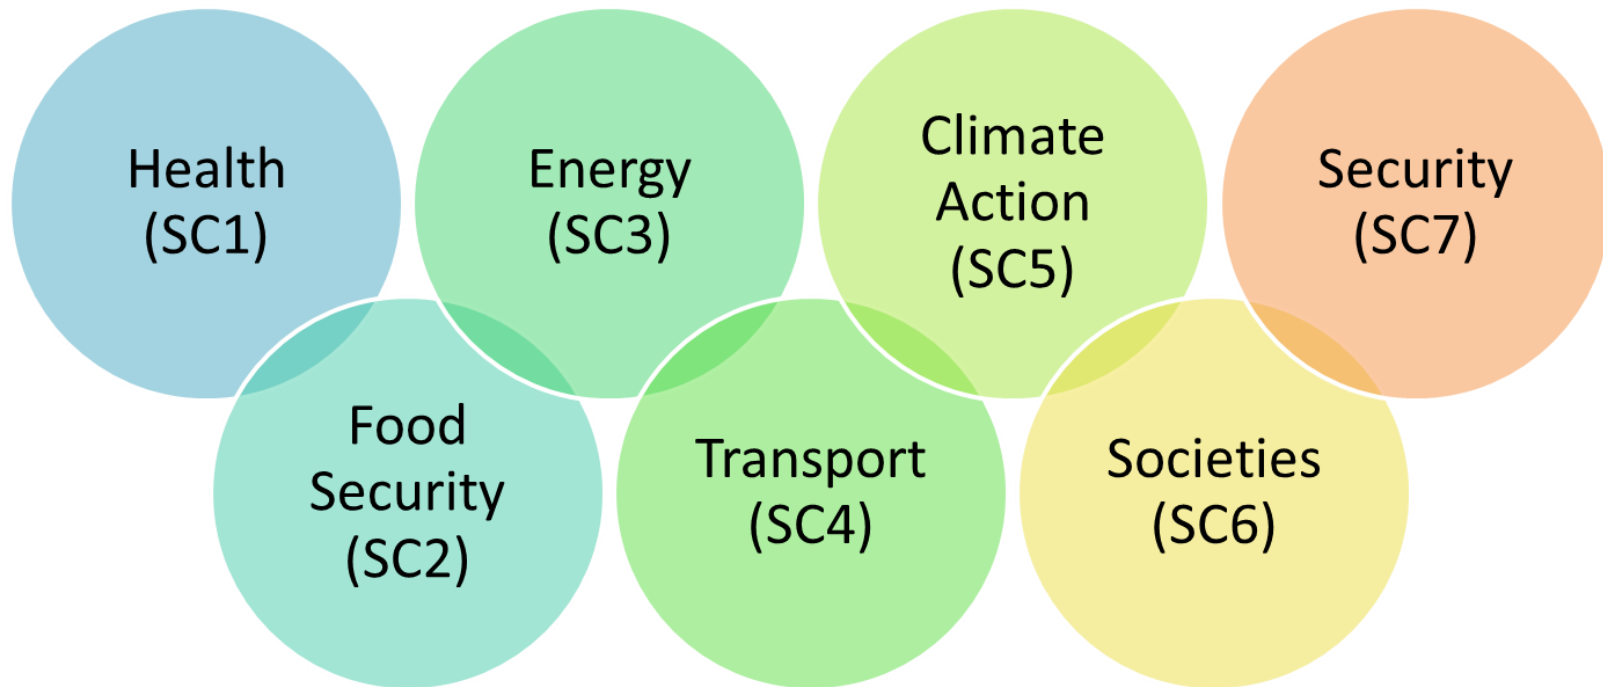 Health
(SC1)
Energy
(SC3)
Climate
Action
(SC5)
Security
(SC7)
Food
Security
(SC2)
Transport
(SC4)
Societies
(SC6)